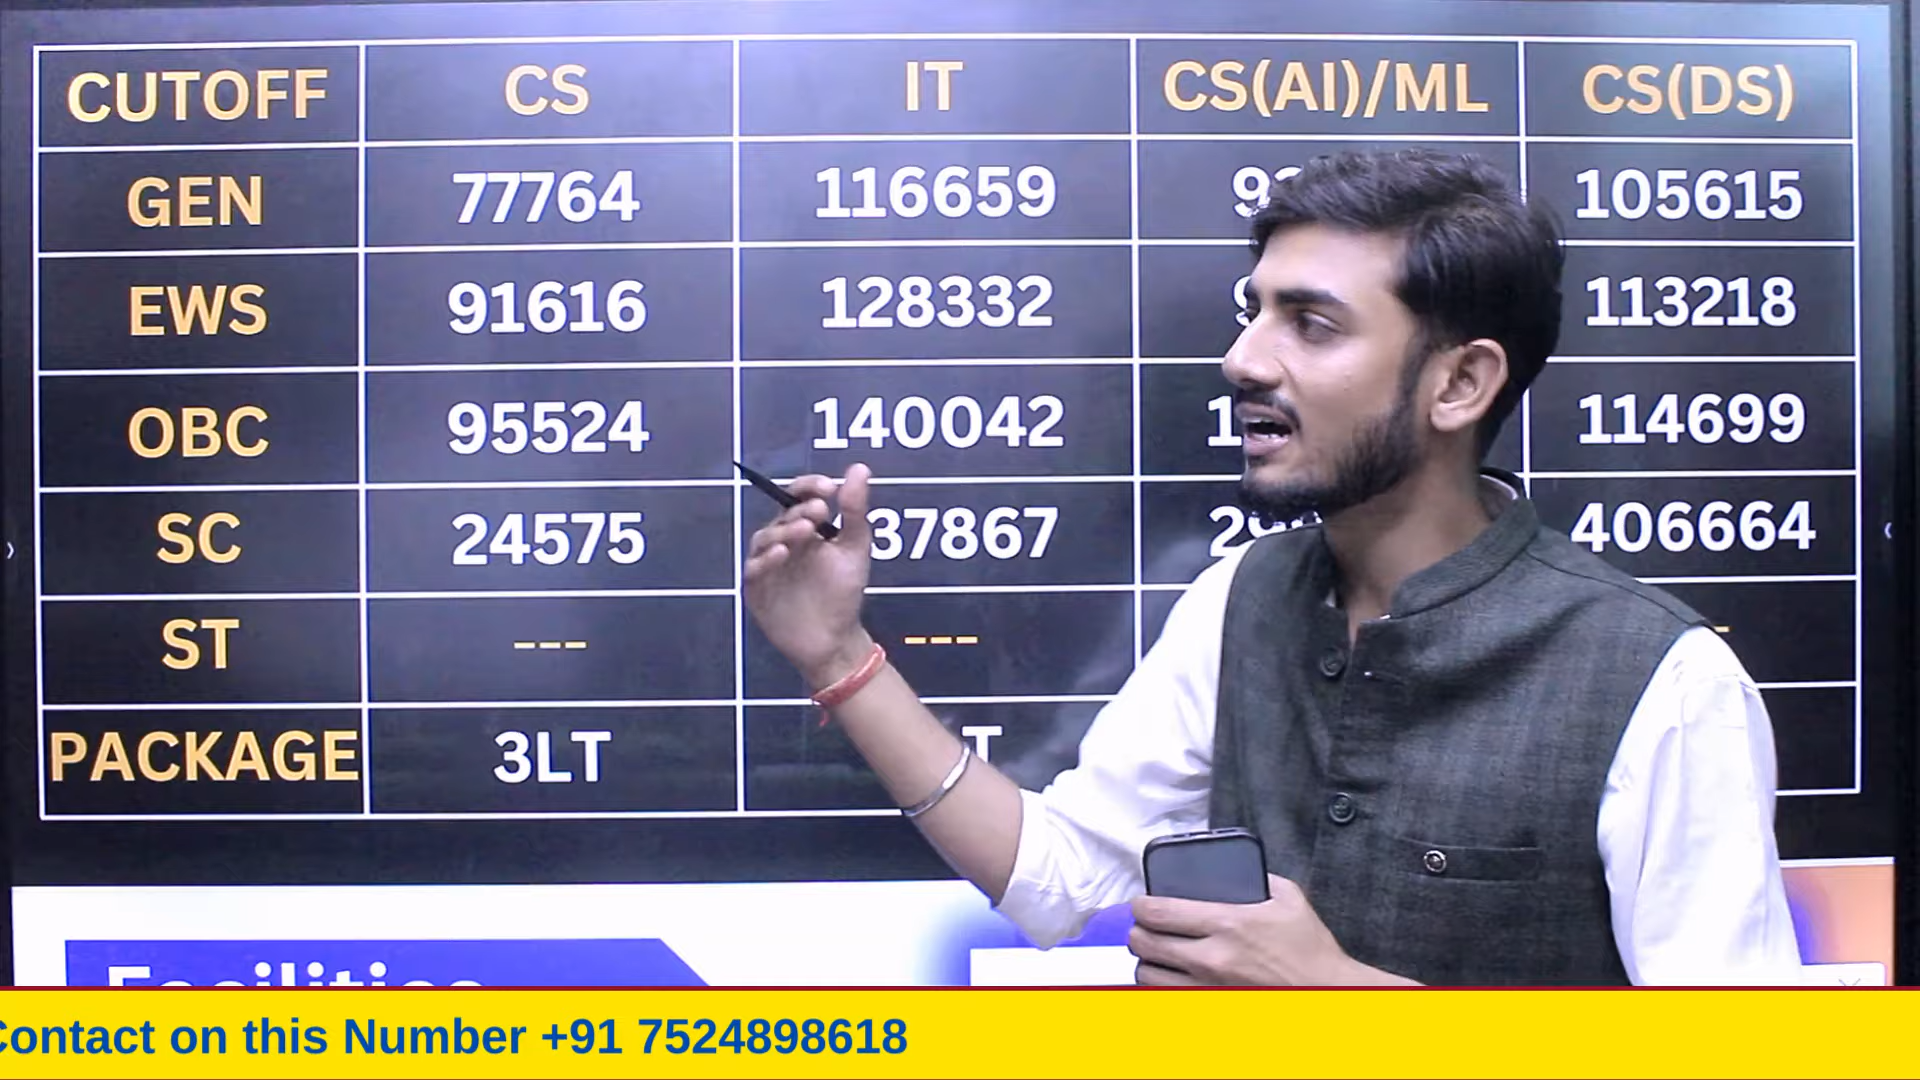 CUTOFF CS IT CS(AI)/ML CS(DS)
GEN 77764 116659 105615
EWS 91616 128332 113218
OBC 95524 140042 114699
SC 24575 406664
ST --- ---
PACKAGE 3LT
Facilities
Contact on this Number +91 7524898618